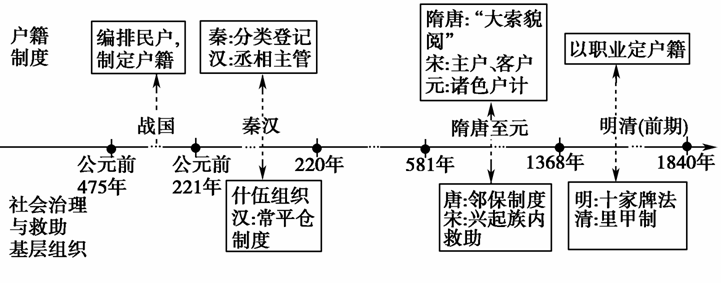 户籍
制度
编排民户，
制定户籍
秦:分类登记
汉:丞相主管
隋唐:“大索貌
阅”
宋:主户、客户
元:诸色户计
以职业定户籍
战国
秦汉
隋唐至元
明清(前期)
公元前
475年
公元前
221年
220年
581年
1368年
1840年
社会治理
与救助
基层组织
什伍组织
汉:常平仓
制度
唐:邻保制度
宋:兴起族内
救助
明:十家牌法
清:里甲制